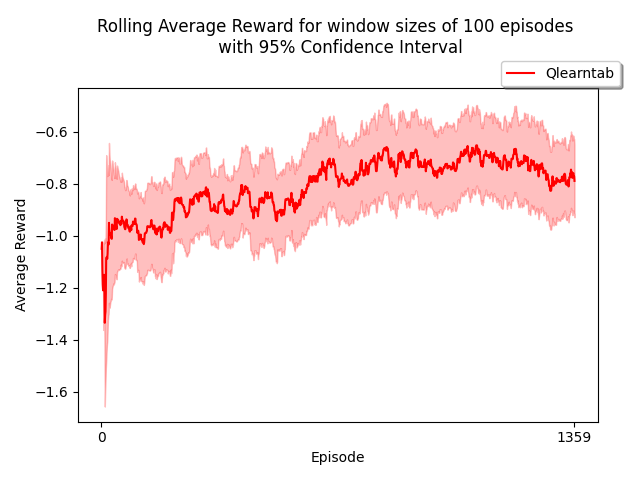 Rolling Average Reward for window sizes of 100 episodes
with 95% Confidence Interval
Qlearntab
Average Reward
−0.6
−0.8
−1.0
−1.2
−1.4
−1.6
0
1359
Episode